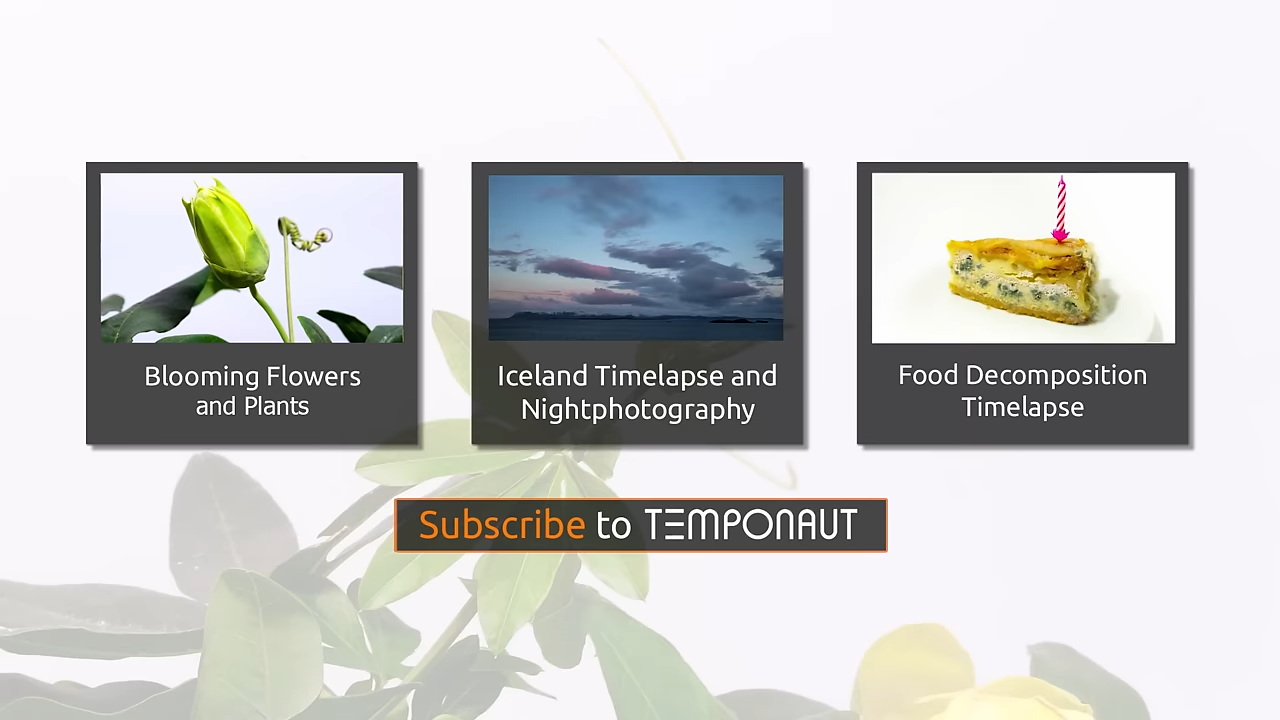 Blooming Flowers
and Plants
Iceland Timelapse and
Nightphotography
Food Decomposition
Timelapse
Subscribe to TEMPONAUT